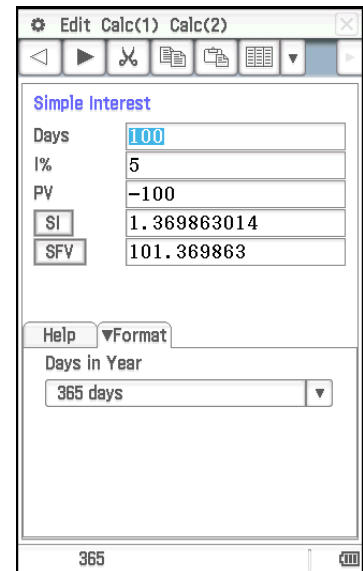 Edit Calc(1) Calc(2)
Simple Interest
Days 100
I% 5
PV −100
SI 1.369863014
SFV 101.369863
Help ▼Format
Days in Year
365 days
365